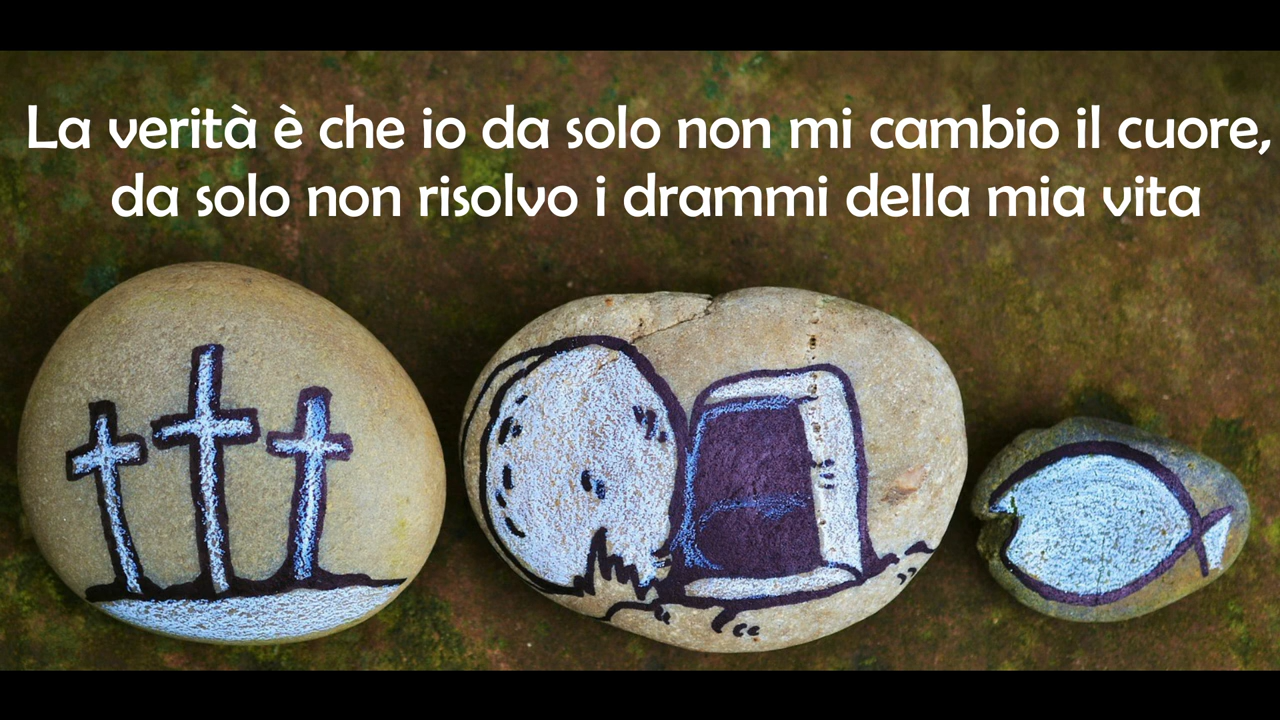 La verità è che io da solo non mi cambio il cuore,
da solo non risolvo i drammi della mia vita